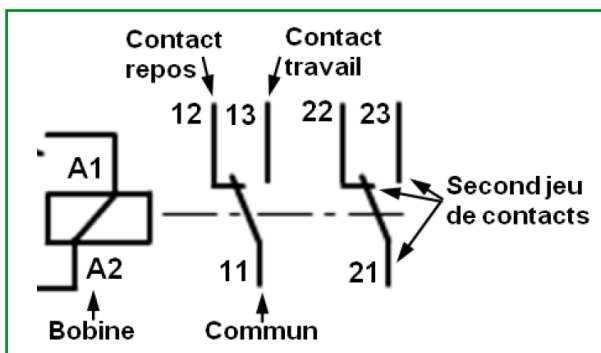 Contact
repos
Contact
travail
12 13 22 23
A1
Second jeu
de contacts
A2 11 21
Bobine Commun